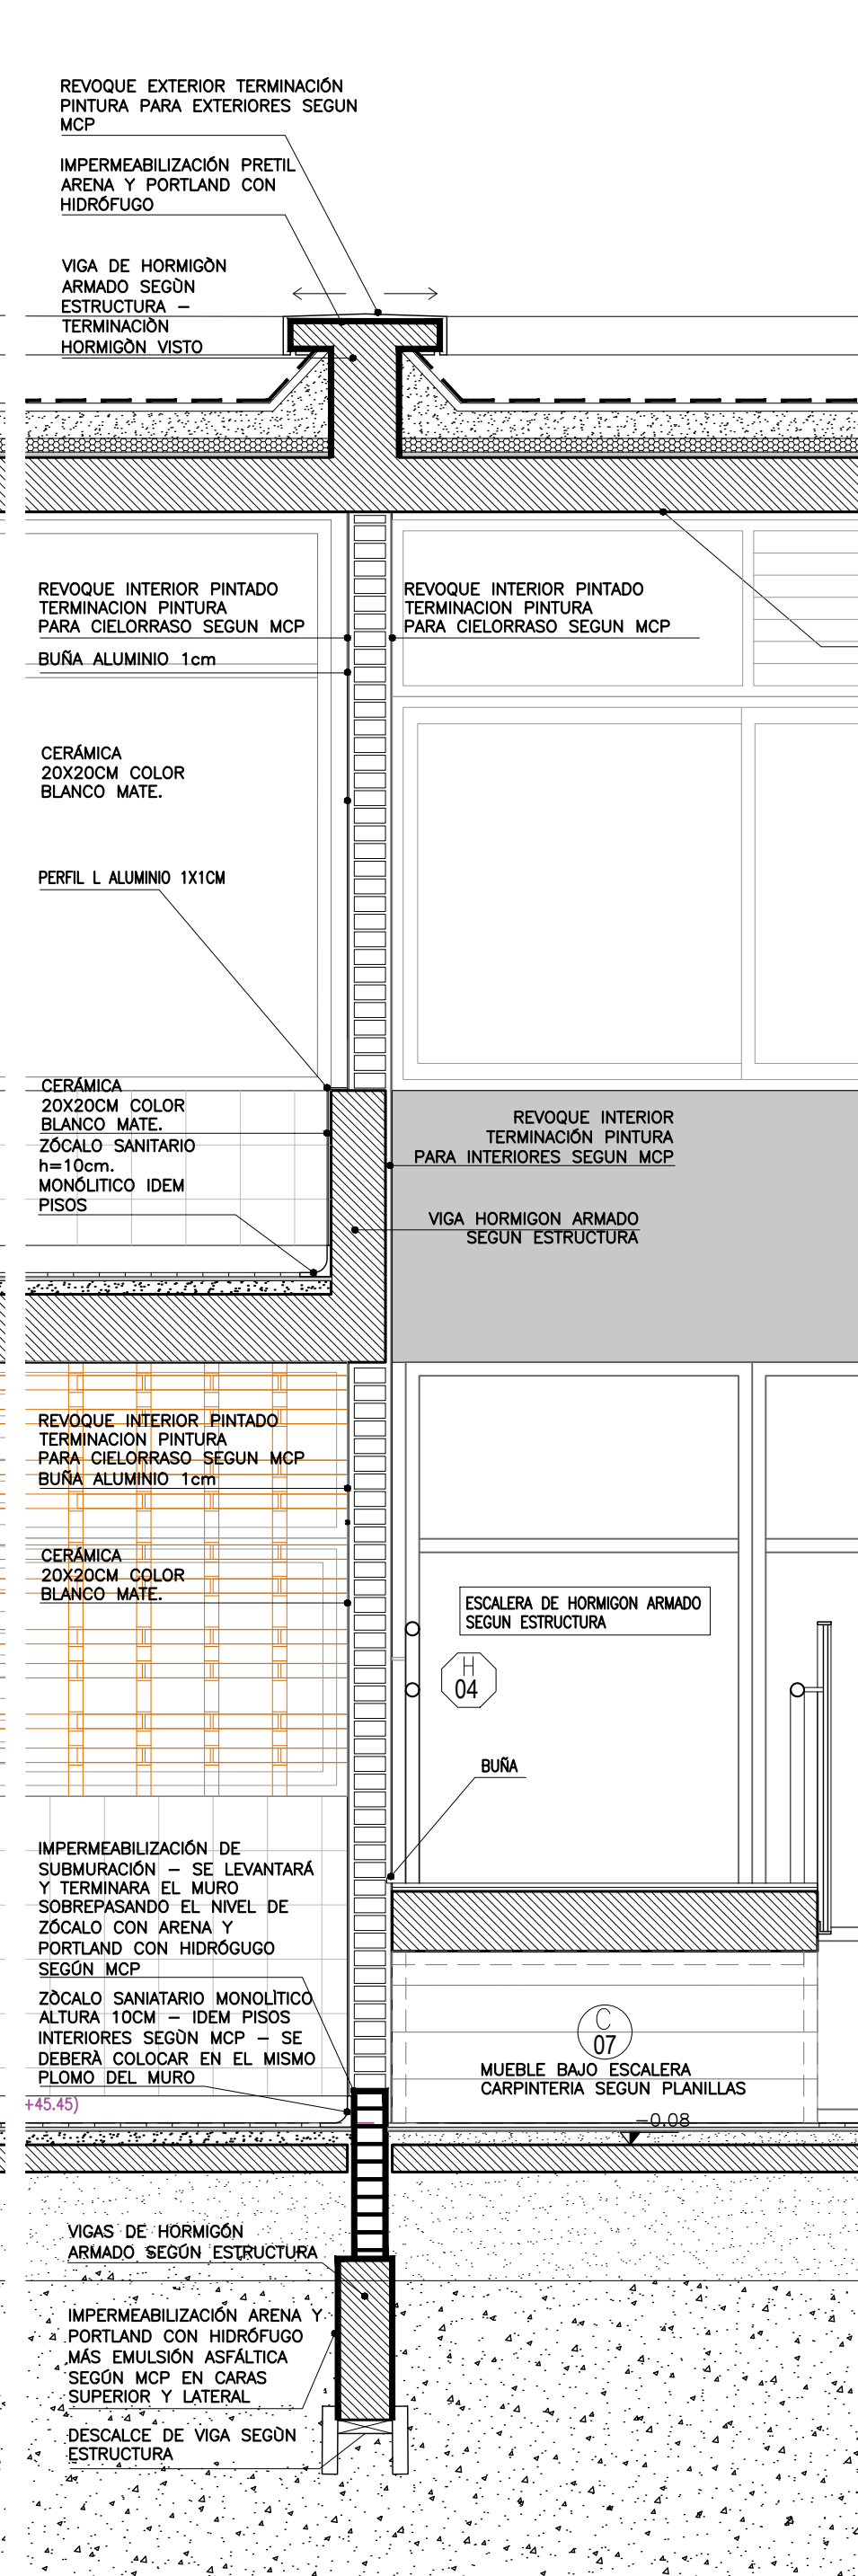 REVOQUE EXTERIOR TERMINACIÓN
PINTURA PARA EXTERIORES SEGUN
MCP
IMPERMEABILIZACIÓN PRETIL
ARENA Y PORTLAND CON
HIDRÓFUGO
VIGA DE HORMIGÒN
ARMADO SEGÙN
ESTRUCTURA –
TERMINACIÒN
HORMIGÒN VISTO
REVOQUE INTERIOR PINTADO
TERMINACION PINTURA
PARA CIELORRASO SEGUN MCP
REVOQUE INTERIOR PINTADO
TERMINACION PINTURA
PARA CIELORRASO SEGUN MCP
BUÑA ALUMINIO 1cm
CERÁMICA
20X20CM COLOR
BLANCO MATE.
PERFIL L ALUMINIO 1X1CM
CERÁMICA
20X20CM COLOR
BLANCO MATE.
ZÓCALO SANITARIO
h=10cm.
MONÓLITICO IDEM
PISOS
REVOQUE INTERIOR
TERMINACIÓN PINTURA
PARA INTERIORES SEGUN MCP
VIGA HORMIGON ARMADO
SEGUN ESTRUCTURA
REVOQUE INTERIOR PINTADO
TERMINACION PINTURA
PARA CIELORRASO SEGUN MCP
BUÑA ALUMINIO 1cm
CERÁMICA
20X20CM COLOR
BLANCO MATE.
ESCALERA DE HORMIGON ARMADO
SEGUN ESTRUCTURA
H
04
BUÑA
IMPERMEABILIZACIÓN DE
SUBMURACIÓN – SE LEVANTARÁ
Y TERMINARA EL MURO
SOBREPASANDO EL NIVEL DE
ZÓCALO CON ARENA Y
PORTLAND CON HIDRÓGUGO
SEGÚN MCP
ZÒCALO SANIATARIO MONOLÌTICO
ALTURA 10CM – IDEM PISOS
INTERIORES SEGÙN MCP – SE
DEBERÀ COLOCAR EN EL MISMO
PLOMO DEL MURO
+45.45)
C
07
MUEBLE BAJO ESCALERA
CARPINTERIA SEGUN PLANILLAS
-0.08
VIGAS DE HORMIGÓN
ARMADO SEGÚN ESTRUCTURA
IMPERMEABILIZACIÓN ARENA Y
PORTLAND CON HIDRÓFUGO
MÁS EMULSIÓN ASFÁLTICA
SEGÚN MCP EN CARAS
SUPERIOR Y LATERAL
DESCALCE DE VIGA SEGÙN
ESTRUCTURA